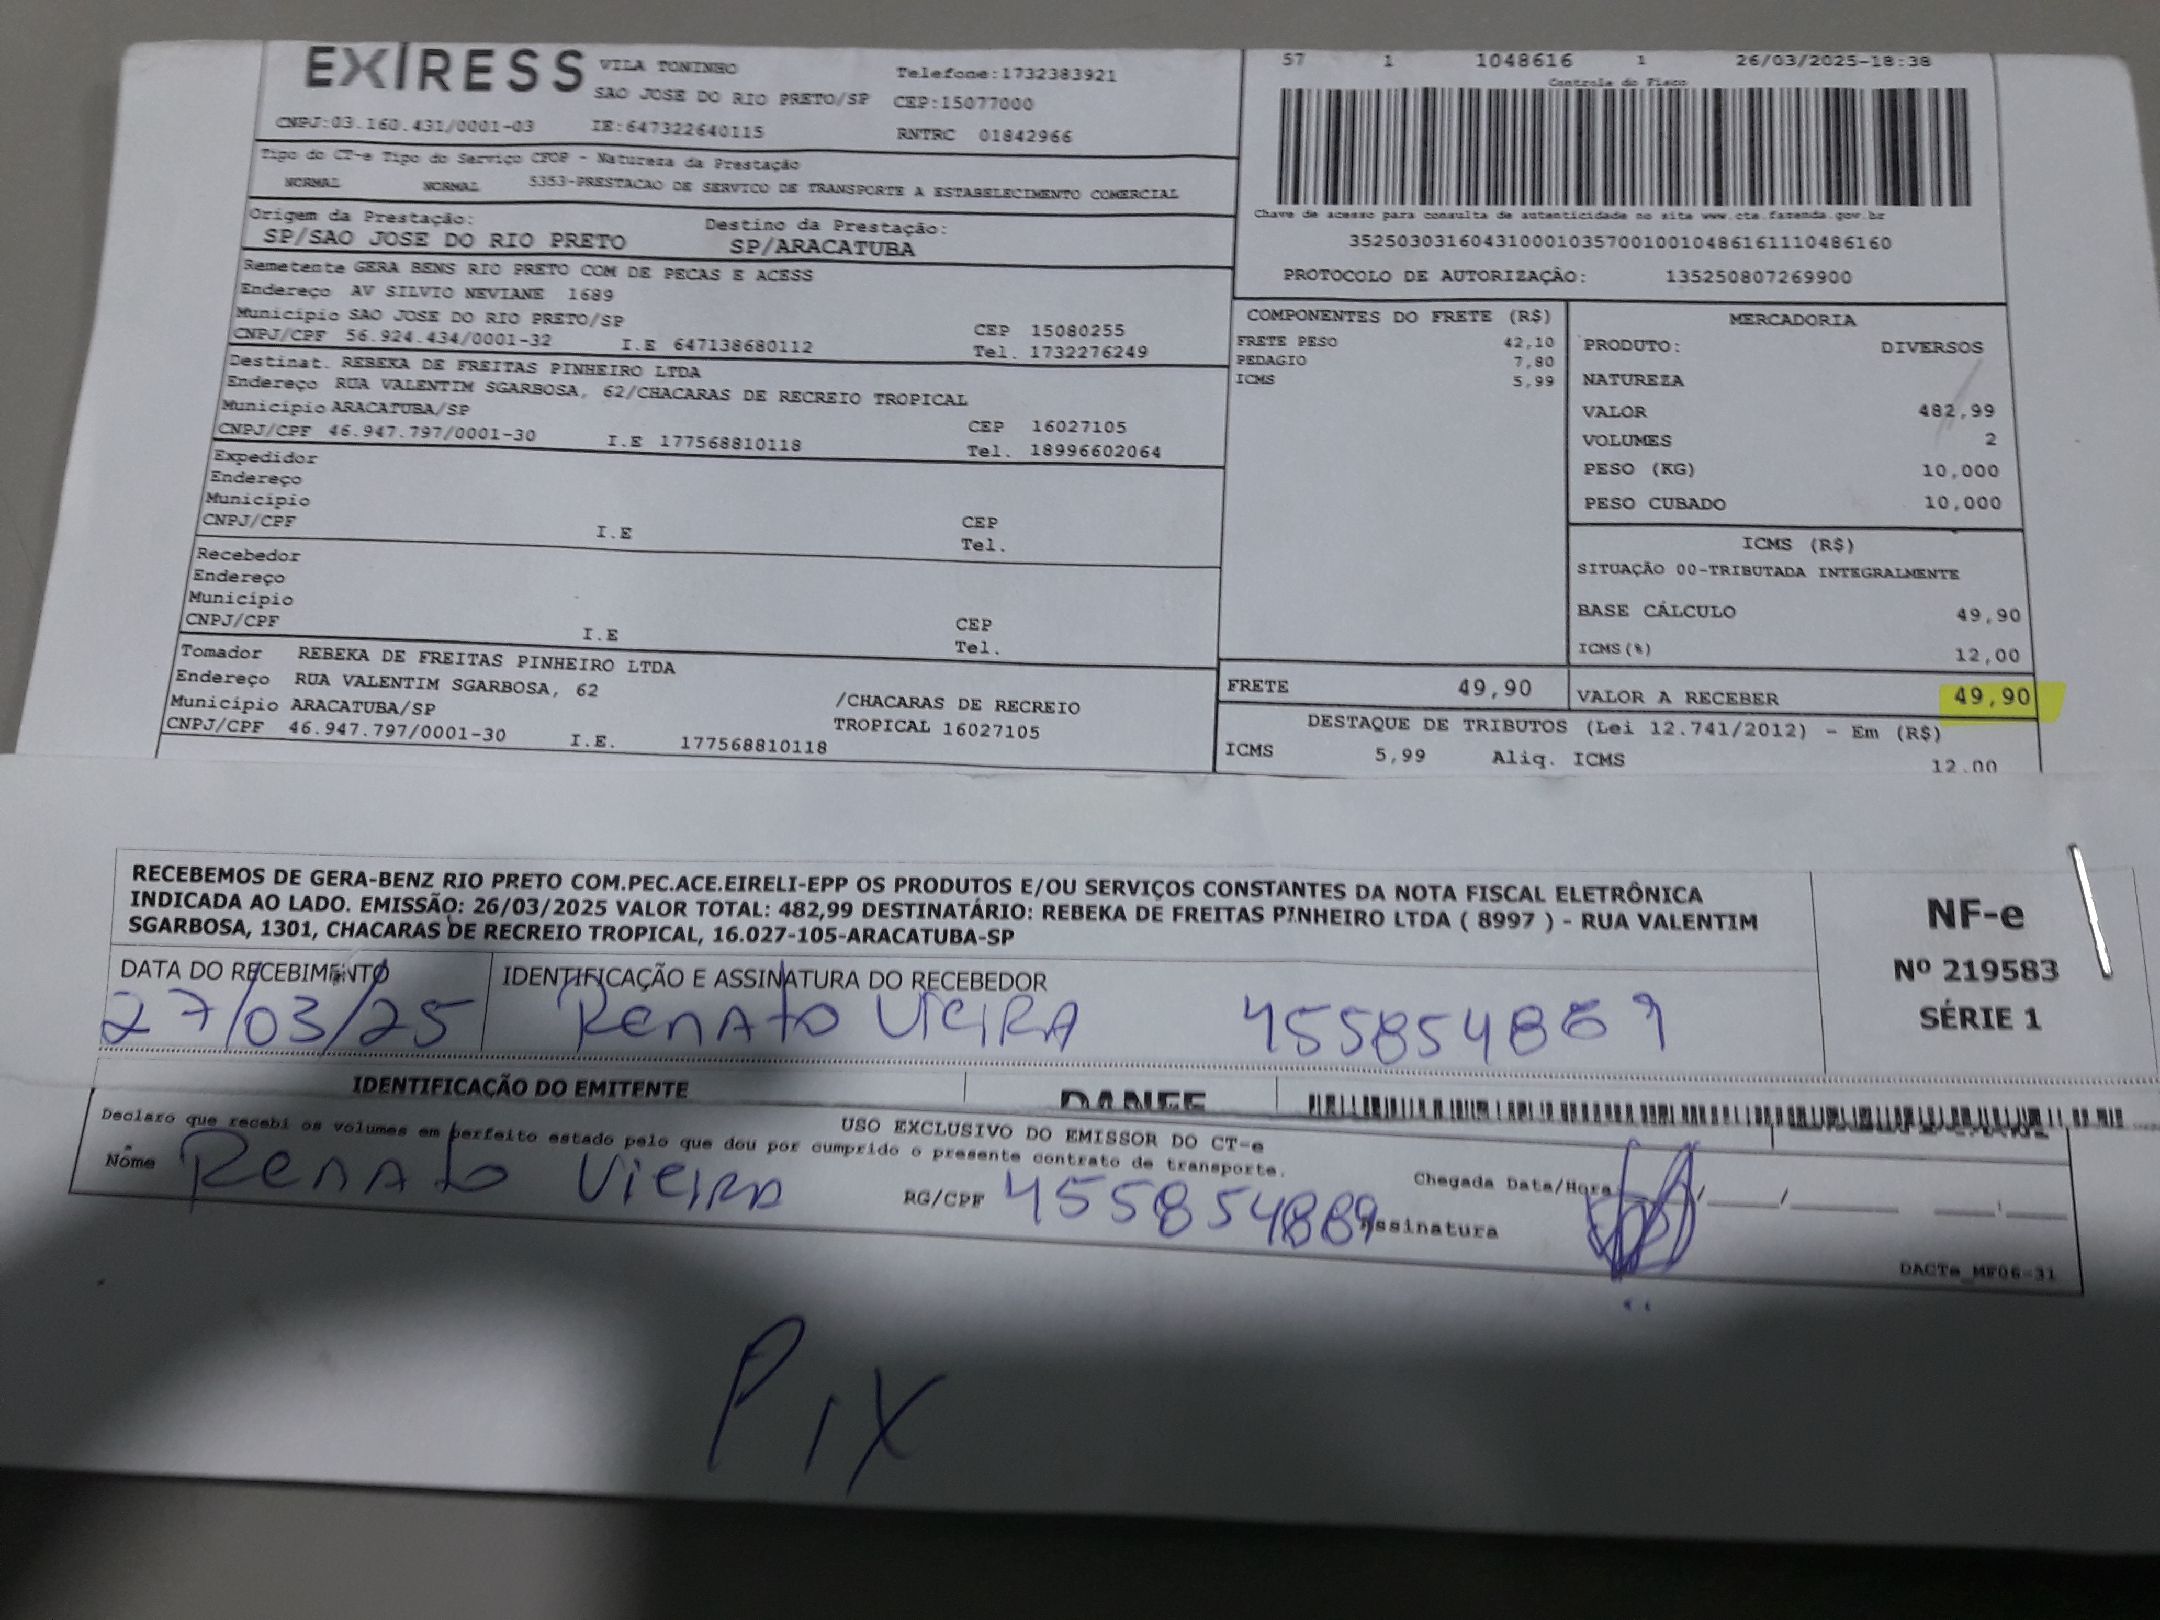 EXPRESS VILA TONINHO Telefone:1732383921
SAO JOSE DO RIO PRETO/SP CEP:15077000
CNPJ:03.160.431/0001-03 IE:647322640115 RNTRC 01842966
Tipo do CT-e Tipo do Serviço CFOP - Natureza da Prestação
NORMAL NORMAL 5353-PRESTACAO DE SERVICO DE TRANSPORTE A ESTABELECIMENTO COMERCIAL
Origem da Prestação: Destino da Prestação:
SP/SAO JOSE DO RIO PRETO SP/ARACATUBA
Remetente GERA BENS RIO PRETO COM DE PECAS E ACESS
Endereço AV SILVIO NEVIANE 1689
Município SAO JOSE DO RIO PRETO/SP CEP 15080255
CNPJ/CPF 56.924.434/0001-32 I.E 647138680112 Tel. 1732276249
Destinat. REBEKA DE FREITAS PINHEIRO LTDA
Endereço RUA VALENTIM SGARBOSA, 62/CHACARAS DE RECREIO TROPICAL
Município ARACATUBA/SP CEP 16027105
CNPJ/CPF 46.947.797/0001-30 I.E 177568810118 Tel. 18996602064
Expedidor
Endereço
Município CEP
CNPJ/CPF I.E Tel.
Recebedor
Endereço
Município CEP
CNPJ/CPF I.E Tel.
Tomador REBEKA DE FREITAS PINHEIRO LTDA
Endereço RUA VALENTIM SGARBOSA, 62 /CHACARAS DE RECREIO
Município ARACATUBA/SP TROPICAL 16027105
CNPJ/CPF 46.947.797/0001-30 I.E. 177568810118
57 1 1048616 1 26/03/2025-18:38
Controle do Fisco
Chave de acesso para consulta de autenticidade no site www.cte.fazenda.gov.br
35250303160431000103570010010486161110486160
PROTOCOLO DE AUTORIZAÇÃO: 135250807269900
COMPONENTES DO FRETE (R$)
FRETE PESO 42,10
PEDAGIO 7,80
ICMS 5,99
MERCADORIA
PRODUTO: DIVERSOS
NATUREZA
VALOR 482,99
VOLUMES 2
PESO (KG) 10,000
PESO CUBADO 10,000
ICMS (R$)
SITUAÇÃO 00-TRIBUTADA INTEGRALMENTE
BASE CÁLCULO 49,90
ICMS(%) 12,00
FRETE 49,90 VALOR A RECEBER 49,90
DESTAQUE DE TRIBUTOS (Lei 12.741/2012) - Em (R$)
ICMS 5,99 Aliq. ICMS 12.00
RECEBEMOS DE GERA-BENZ RIO PRETO COM.PEC.ACE.EIRELI-EPP OS PRODUTOS E/OU SERVIÇOS CONSTANTES DA NOTA FISCAL ELETRÔNICA
INDICADA AO LADO. EMISSÃO: 26/03/2025 VALOR TOTAL: 482,99 DESTINATÁRIO: REBEKA DE FREITAS PINHEIRO LTDA ( 8997 ) - RUA VALENTIM
SGARBOSA, 1301, CHACARAS DE RECREIO TROPICAL, 16.027-105-ARACATUBA-SP
NF-e
Nº 219583
SÉRIE 1
DATA DO RECEBIMENTO IDENTIFICAÇÃO E ASSINATURA DO RECEBEDOR
27/03/25 Renato Vieira 455854889
IDENTIFICAÇÃO DO EMITENTE DANFE
USO EXCLUSIVO DO EMISSOR DO CT-e
Declaro que recebi os volumes em perfeito estado pelo que dou por cumprido o presente contrato de transporte.
Nome Renato Vieira RG/CPF 455854889 Chegada Data/Hora / /
Assinatura
DACTe_MF06-31
PIX